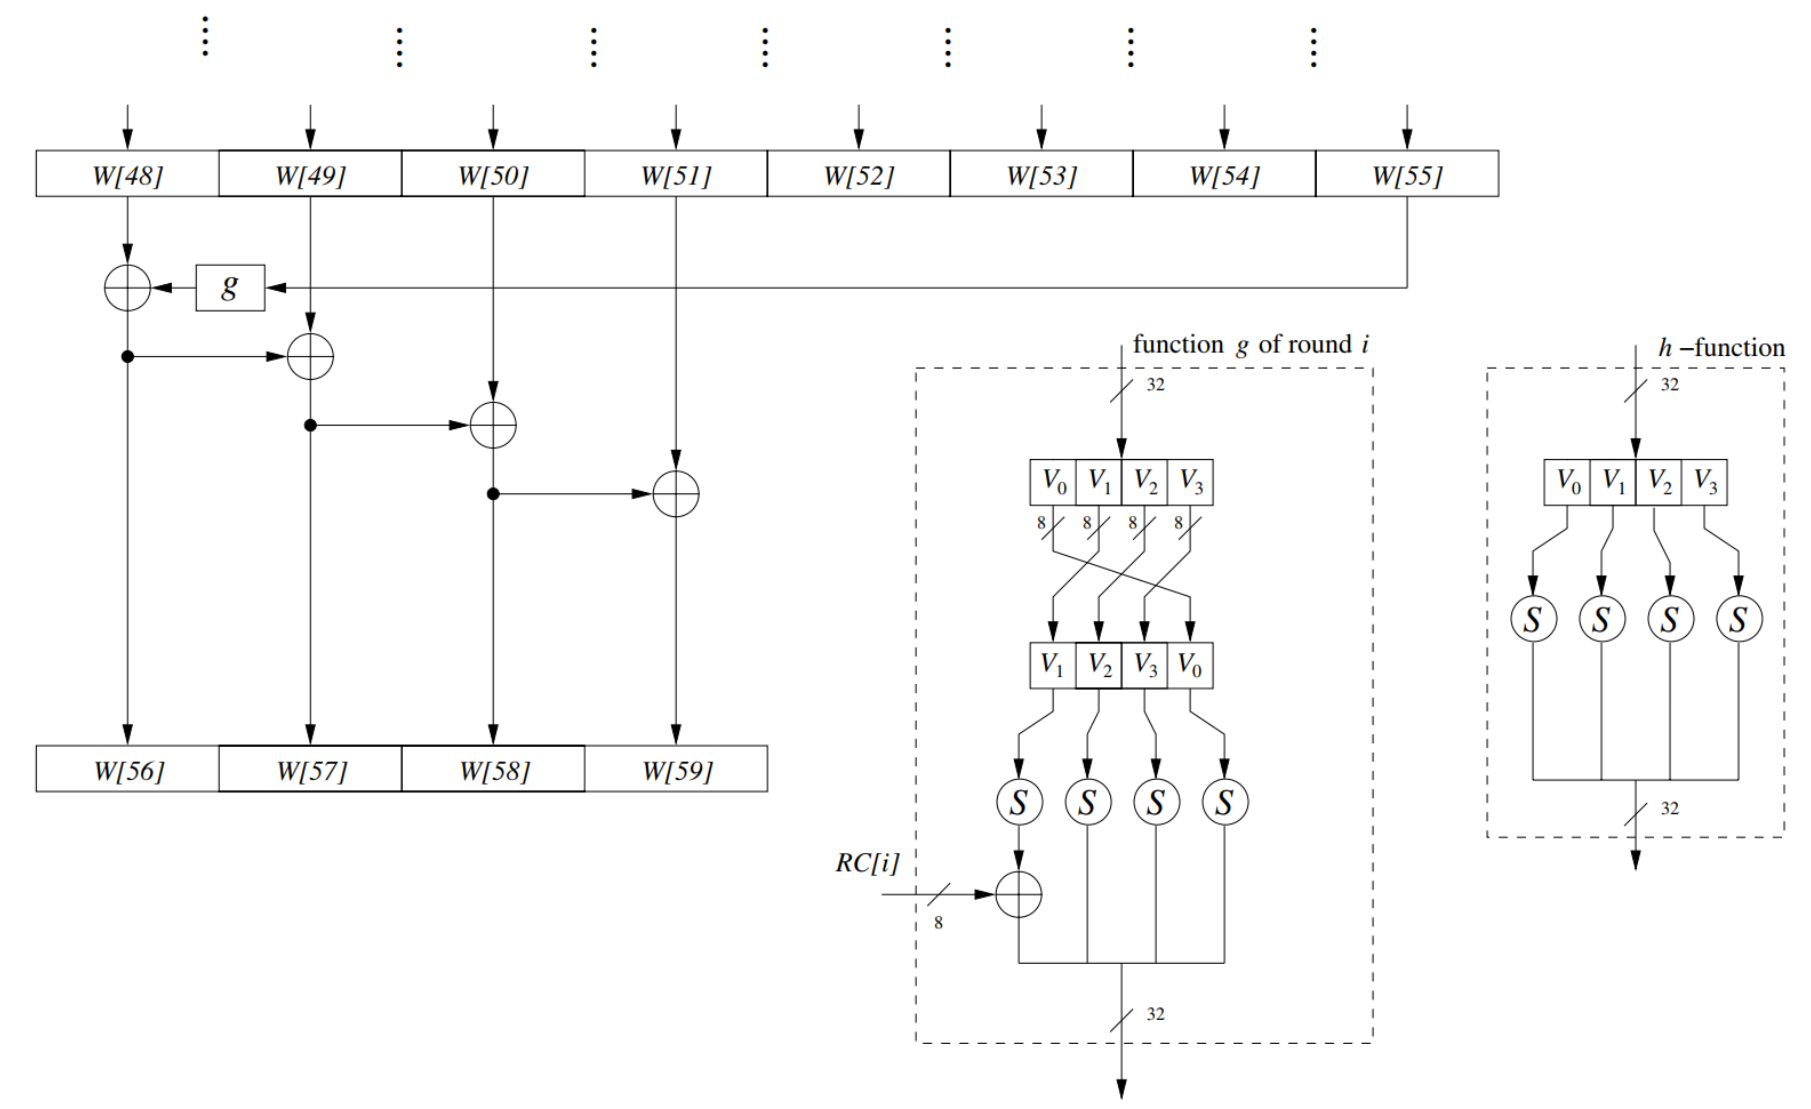 W[48] W[49] W[50] W[51] W[52] W[53] W[54] W[55]
g
function g of round i
h –function
32
32
V0 V1 V2 V3
V0 V1 V2 V3
8 8 8 8
S S S S
V1 V2 V3 V0
W[56] W[57] W[58] W[59]
S S S S
32
RC[i]
8
32